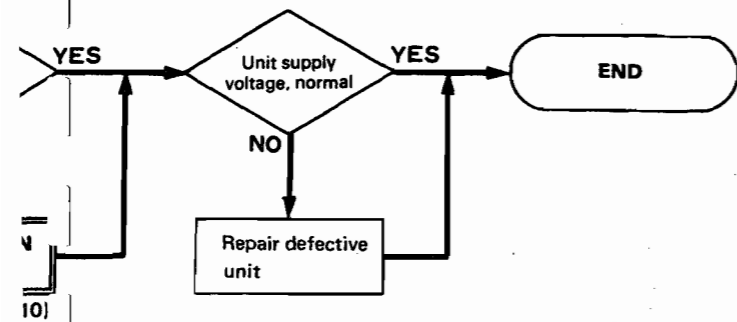 YES
Unit supply
voltage, normal
YES
END
NO
Repair defective
unit
10)